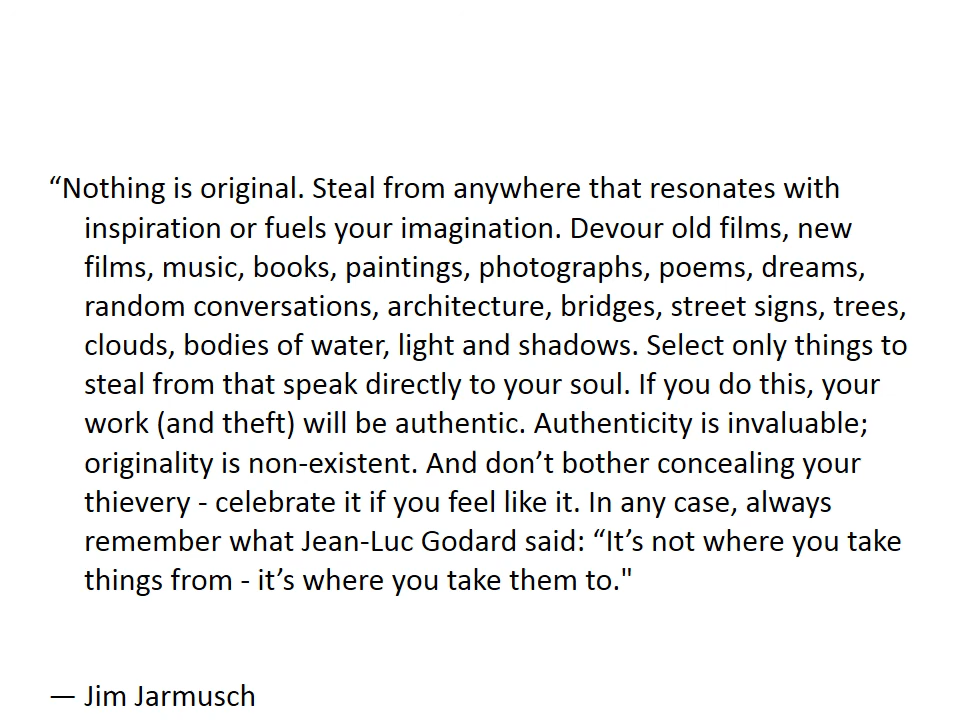 “Nothing is original. Steal from anywhere that resonates with
inspiration or fuels your imagination. Devour old films, new
films, music, books, paintings, photographs, poems, dreams,
random conversations, architecture, bridges, street signs, trees,
clouds, bodies of water, light and shadows. Select only things to
steal from that speak directly to your soul. If you do this, your
work (and theft) will be authentic. Authenticity is invaluable;
originality is non-existent. And don’t bother concealing your
thievery - celebrate it if you feel like it. In any case, always
remember what Jean-Luc Godard said: “It’s not where you take
things from - it’s where you take them to."
— Jim Jarmusch